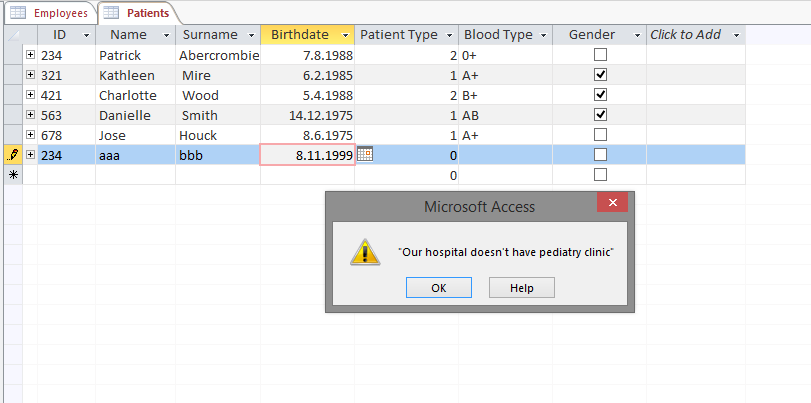 Employees Patients
ID Name Surname Birthdate Patient Type Blood Type Gender Click to Add
234 Patrick Abercrombie 7.8.1988 2 0+
321 Kathleen Mire 6.2.1985 1 A+
421 Charlotte Wood 5.4.1988 2 B+
563 Danielle Smith 14.12.1975 1 AB
678 Jose Houck 8.6.1975 1 A+
234 aaa bbb 8.11.1999 0
0
Microsoft Access
"Our hospital doesn't have pediatry clinic"
OK Help